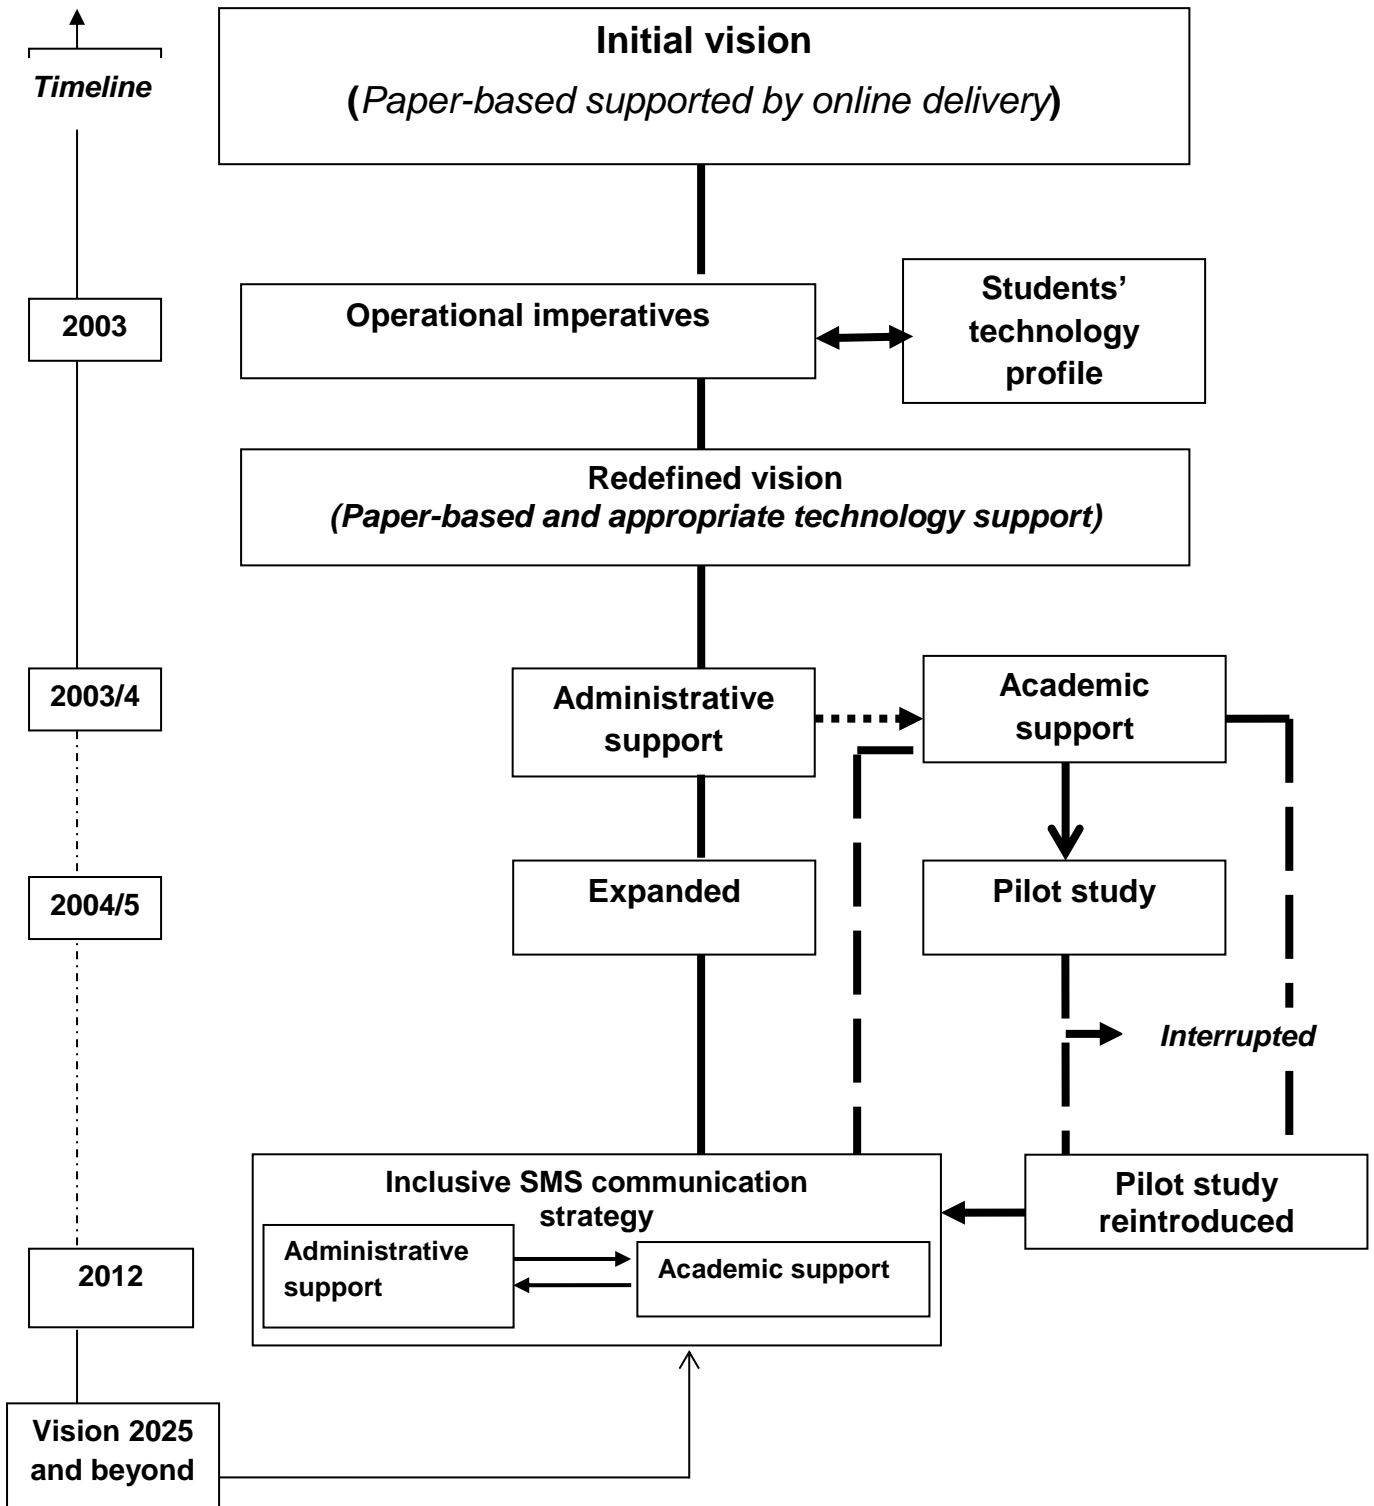 Initial vision
(Paper-based supported by online delivery)
Timeline
2003
Operational imperatives
Students’
technology
profile
Redefined vision
(Paper-based and appropriate technology support)
2003/4
Administrative
support
Academic
support
2004/5
Expanded
Pilot study
Interrupted
Inclusive SMS communication
strategy
Administrative
support
Academic support
Pilot study
reintroduced
2012
Vision 2025
and beyond